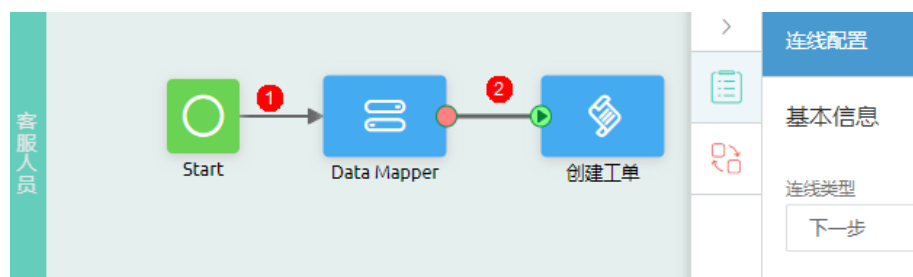 客服人员
1
2
Start
Data Mapper
创建工单
连线配置
基本信息
连线类型
下一步